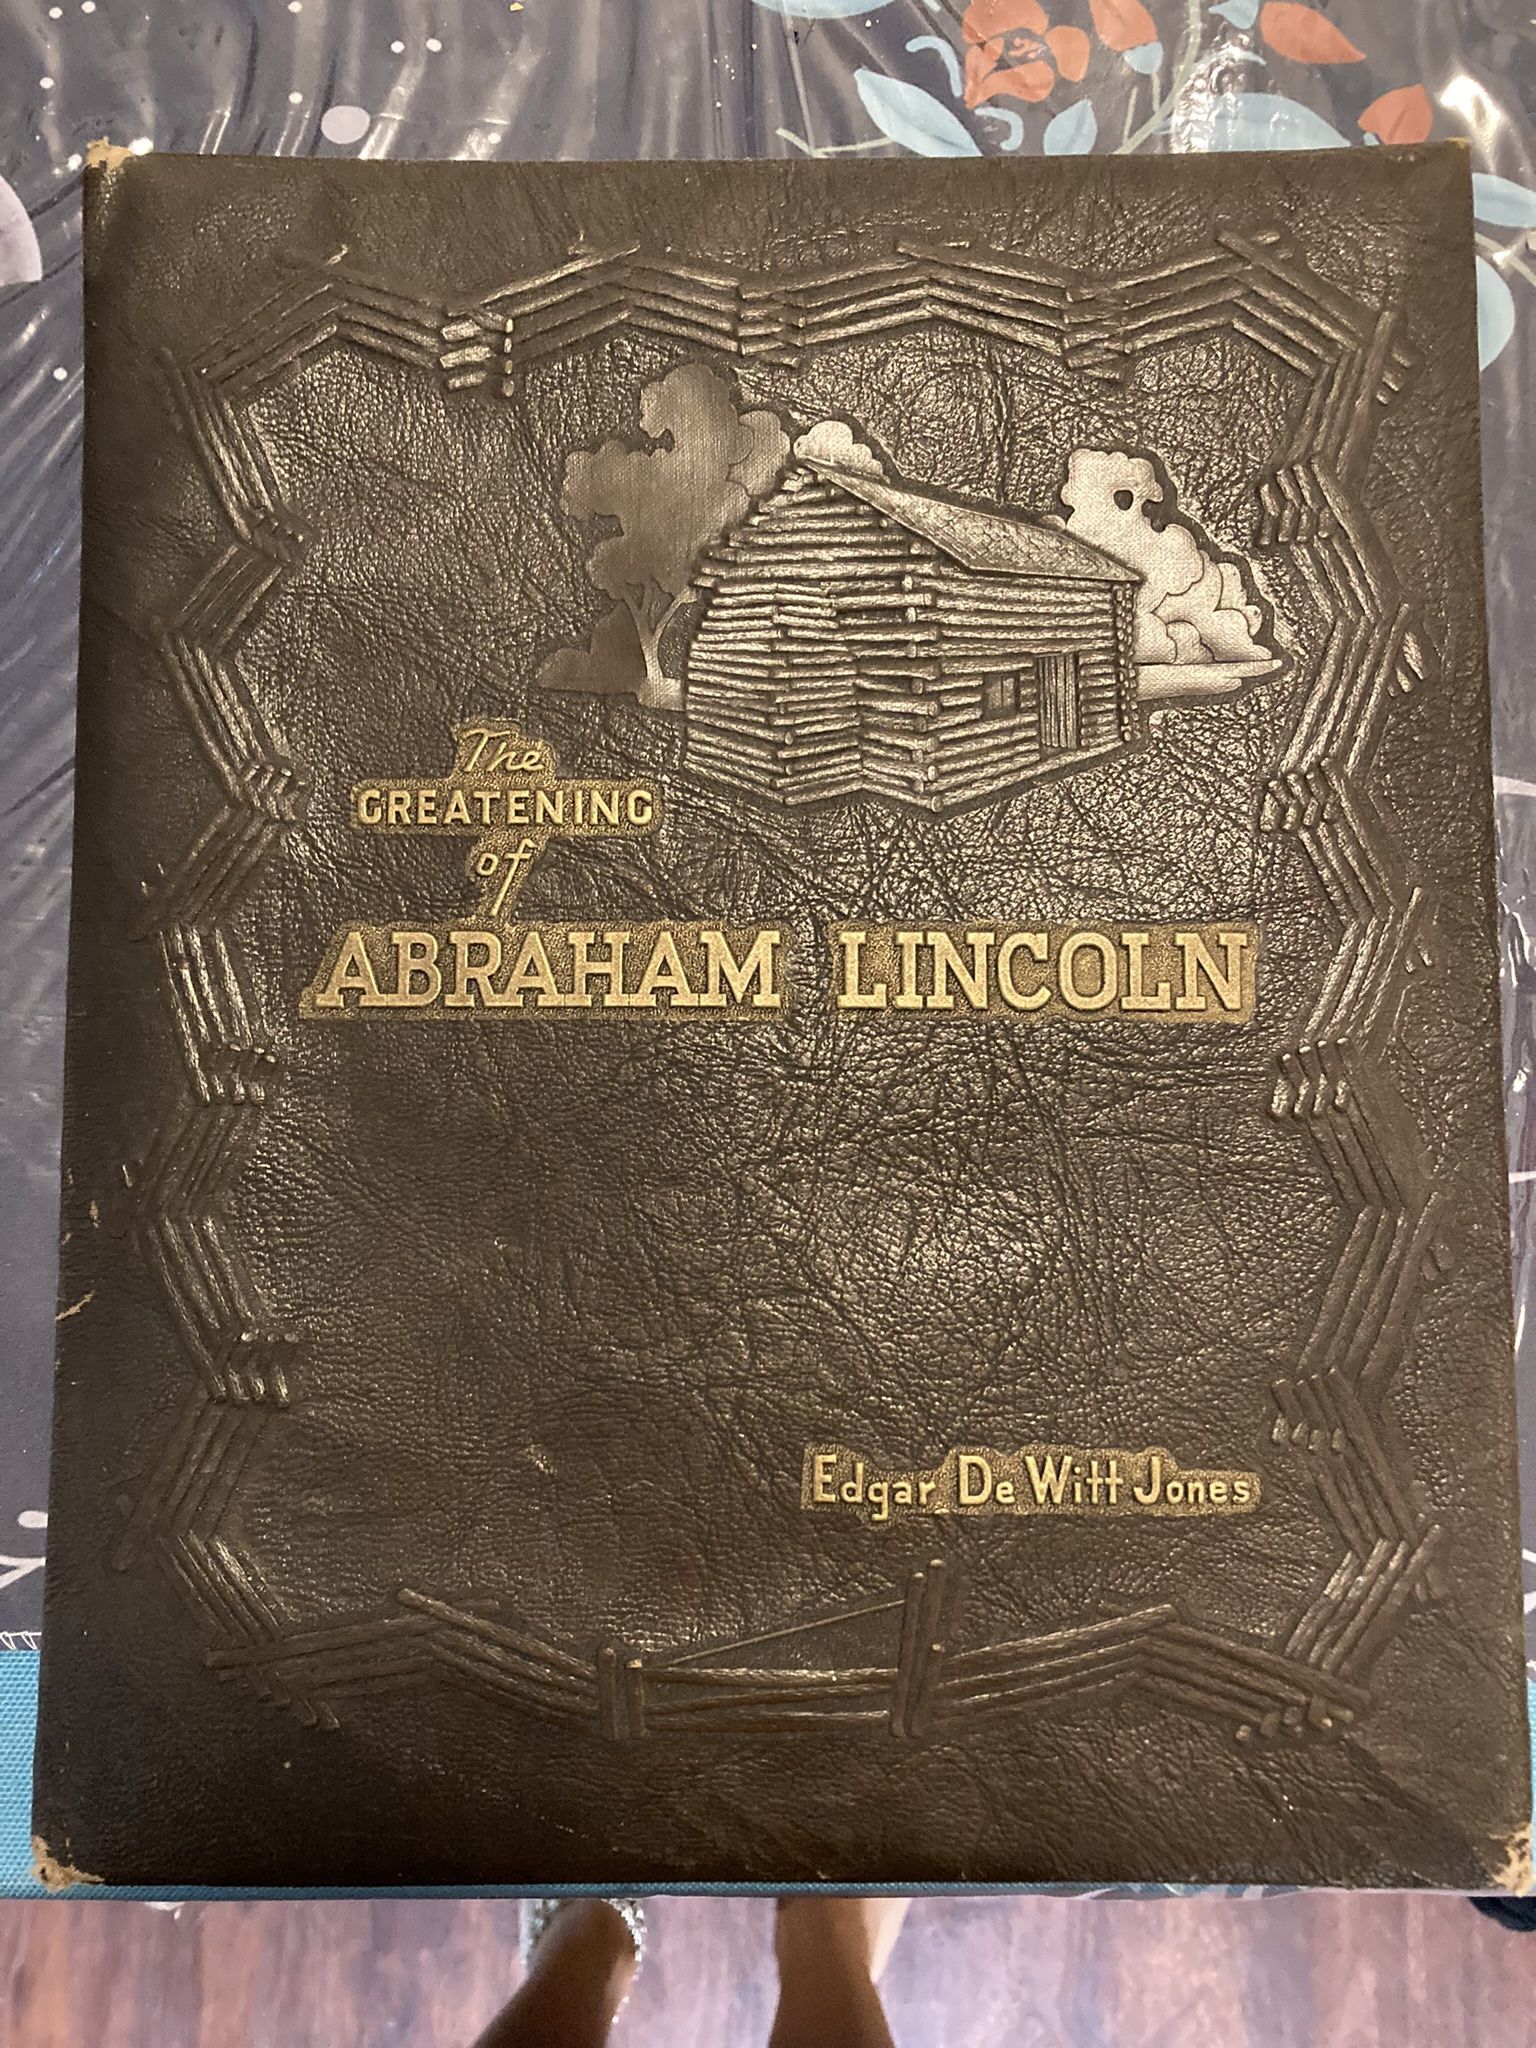 The
GREATENING
of
ABRAHAM LINCOLN
Edgar De Witt Jones